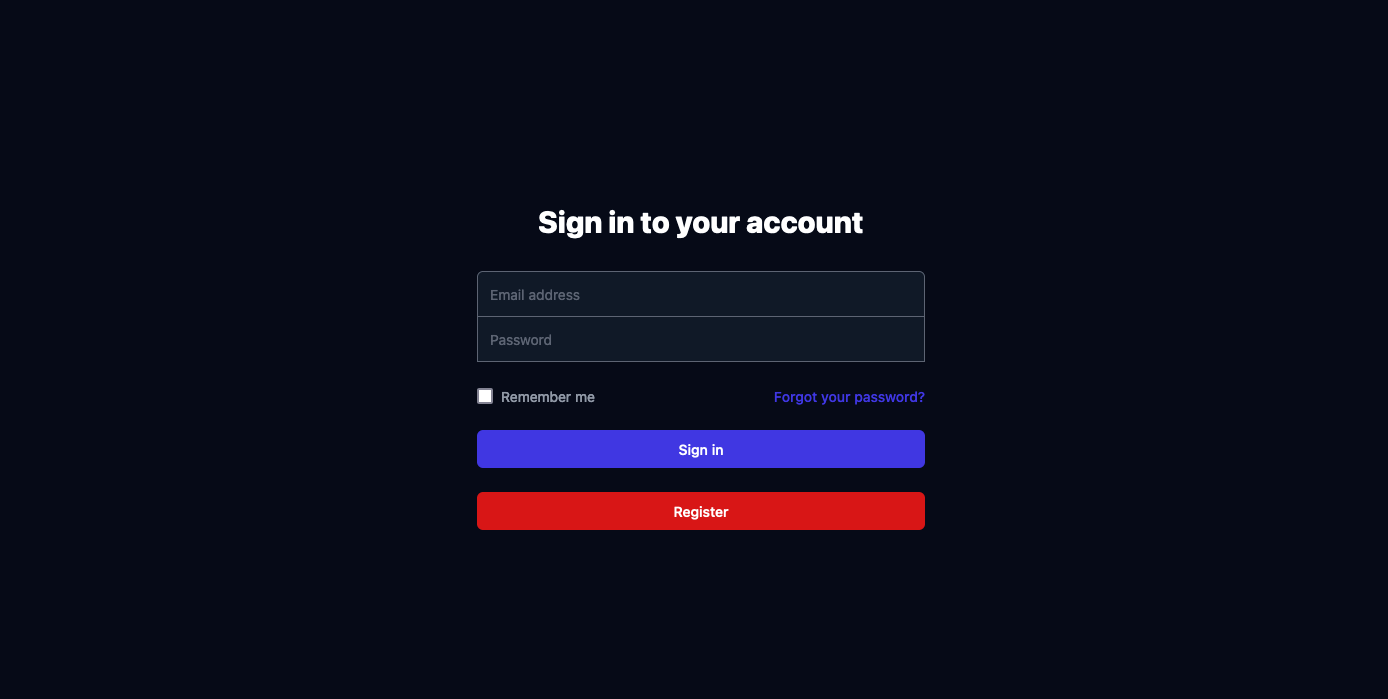 Sign in to your account
Email address
Password
Remember me
Forgot your password?
Sign in
Register